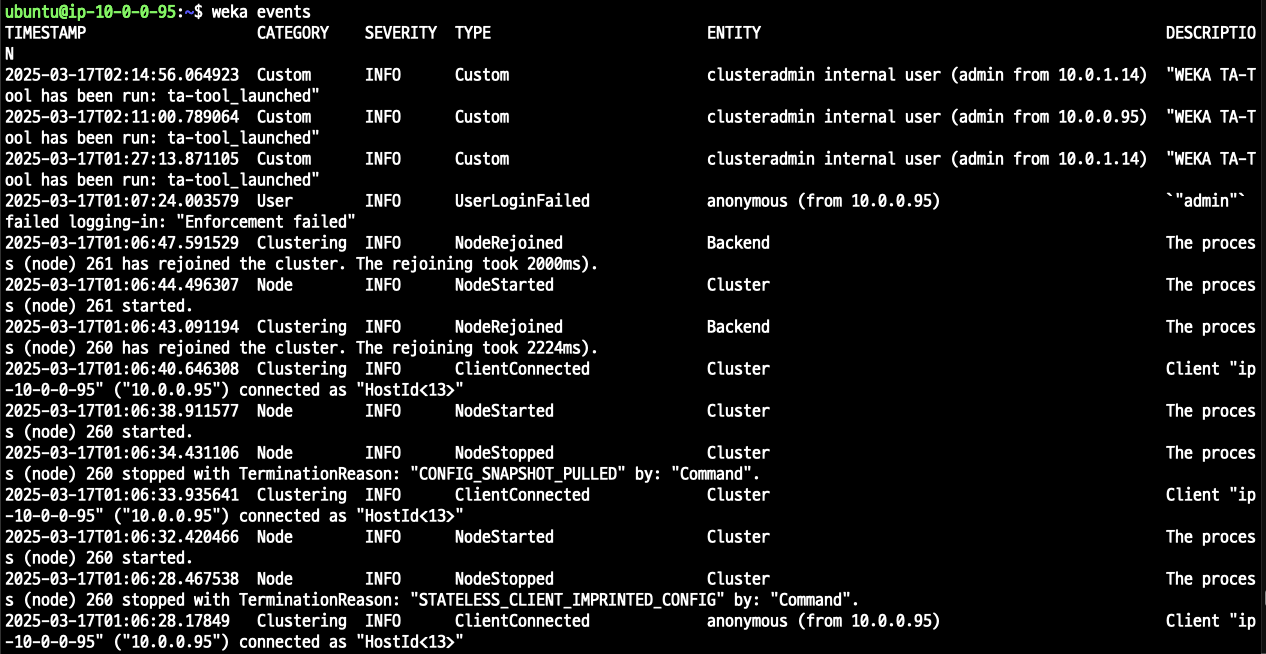 ubuntu@ip-10-0-0-95:~$ weka events
TIMESTAMP                   CATEGORY    SEVERITY  TYPE                        ENTITY                                             DESCRIPTIO
N
2025-03-17T02:14:56.064923  Custom      INFO      Custom                      clusteradmin internal user (admin from 10.0.1.14)  "WEKA TA-T
ool has been run: ta-tool_launched"
2025-03-17T02:11:00.789064  Custom      INFO      Custom                      clusteradmin internal user (admin from 10.0.0.95)  "WEKA TA-T
ool has been run: ta-tool_launched"
2025-03-17T01:27:13.871105  Custom      INFO      Custom                      clusteradmin internal user (admin from 10.0.1.14)  "WEKA TA-T
ool has been run: ta-tool_launched"
2025-03-17T01:07:24.003579  User        INFO      UserLoginFailed             anonymous (from 10.0.0.95)                         `"admin"`
failed logging-in: "Enforcement failed"
2025-03-17T01:06:47.591529  Clustering  INFO      NodeRejoined                Backend                                            The proces
s (node) 261 has rejoined the cluster. The rejoining took 2000ms).
2025-03-17T01:06:44.496307  Node        INFO      NodeStarted                 Cluster                                            The proces
s (node) 261 started.
2025-03-17T01:06:43.091194  Clustering  INFO      NodeRejoined                Backend                                            The proces
s (node) 260 has rejoined the cluster. The rejoining took 2224ms).
2025-03-17T01:06:40.646308  Clustering  INFO      ClientConnected             Cluster                                            Client "ip
-10-0-0-95" ("10.0.0.95") connected as "HostId<13>"
2025-03-17T01:06:38.911577  Node        INFO      NodeStarted                 Cluster                                            The proces
s (node) 260 started.
2025-03-17T01:06:34.431106  Node        INFO      NodeStopped                 Cluster                                            The proces
s (node) 260 stopped with TerminationReason: "CONFIG_SNAPSHOT_PULLED" by: "Command".
2025-03-17T01:06:33.935641  Clustering  INFO      ClientConnected             Cluster                                            Client "ip
-10-0-0-95" ("10.0.0.95") connected as "HostId<13>"
2025-03-17T01:06:32.420466  Node        INFO      NodeStarted                 Cluster                                            The proces
s (node) 260 started.
2025-03-17T01:06:28.467538  Node        INFO      NodeStopped                 Cluster                                            The proces
s (node) 260 stopped with TerminationReason: "STATELESS_CLIENT_IMPRINTED_CONFIG" by: "Command".
2025-03-17T01:06:28.17849   Clustering  INFO      ClientConnected             anonymous (from 10.0.0.95)                         Client "ip
-10-0-0-95" ("10.0.0.95") connected as "HostId<13>"